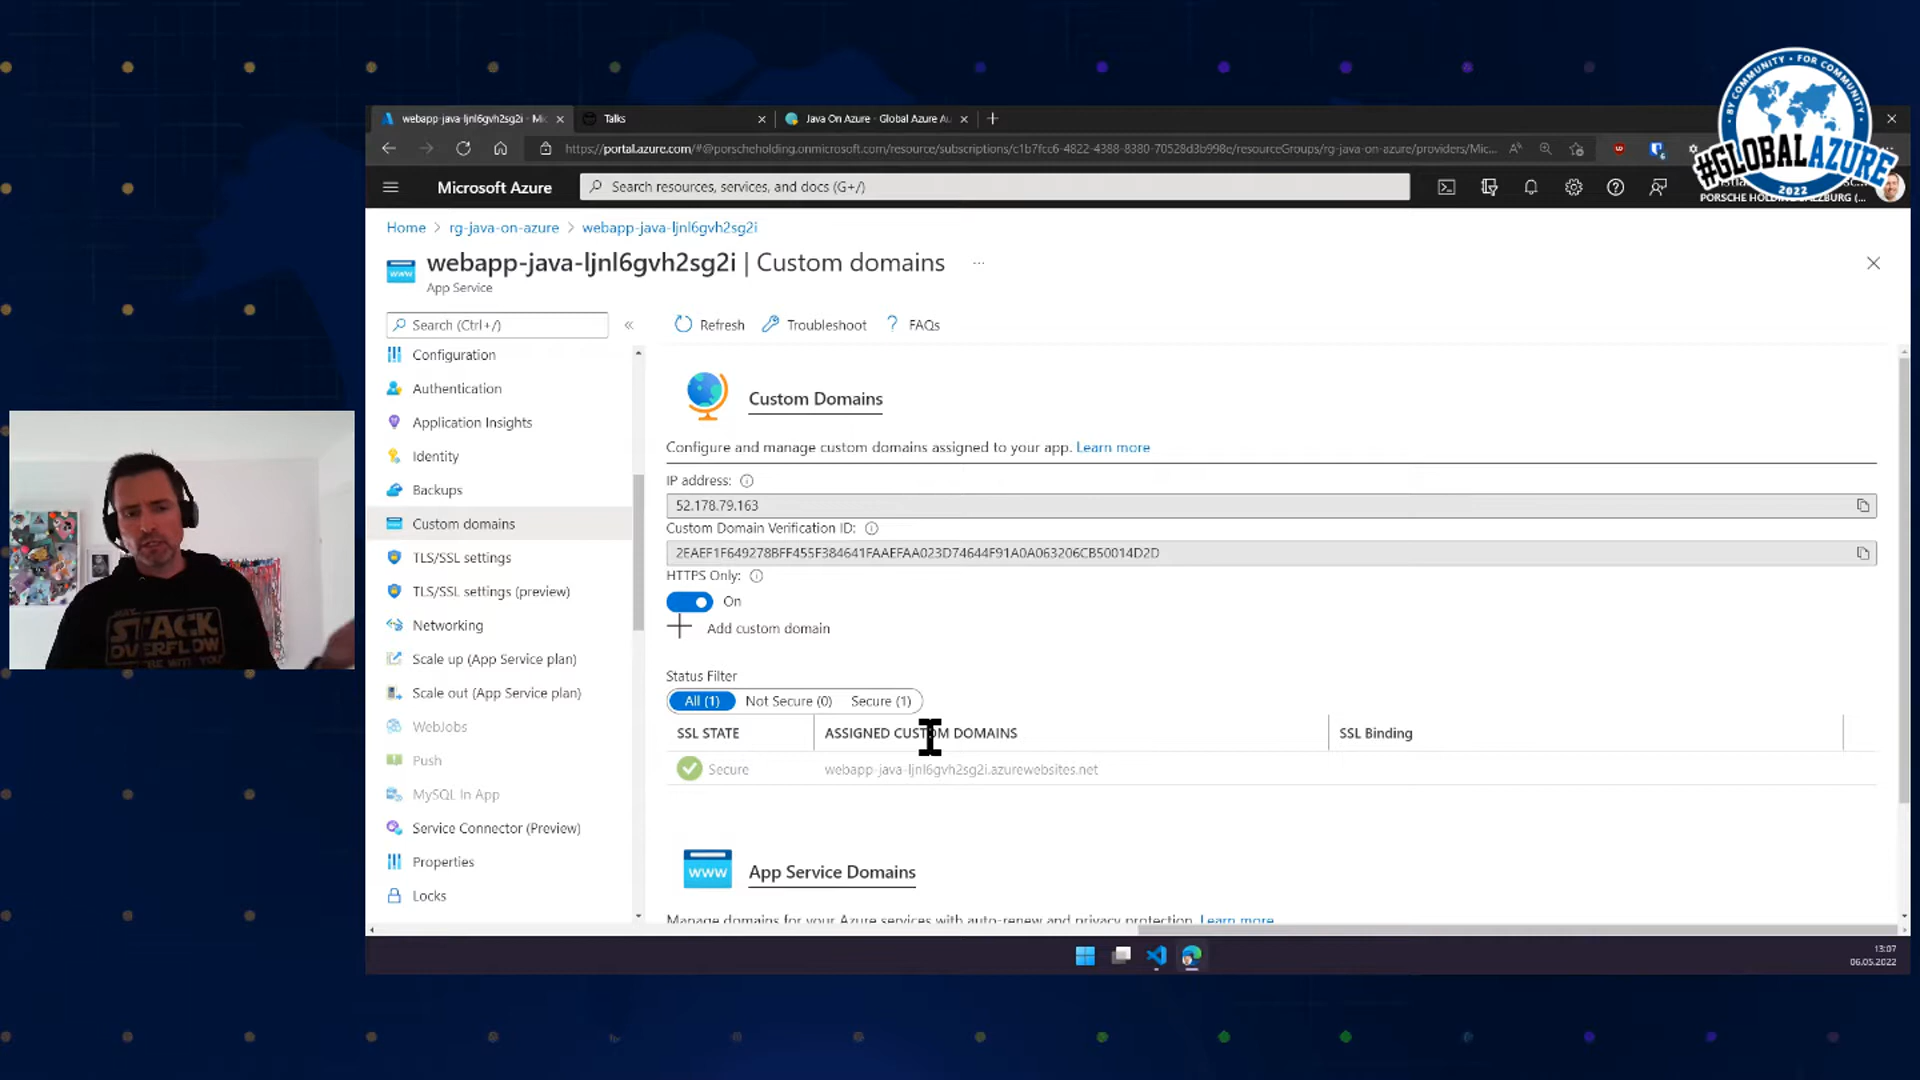 BY COMMUNITY • FOR COMMUNITY
#GLOBALAZURE
2022
webapp-java-ljnl6gvh2sg2i - Mi
Talks
Java On Azure - Global Azure Au
https://portal.azure.com/#@porscheholding.onmicrosoft.com/resource/subscriptions/c1b7fcc6-4822-4388-8380-70528d3b998e/resourceGroups/rg-java-on-azure/providers/Mic...
Microsoft Azure
Search resources, services, and docs (G+/)
Home > rg-java-on-azure > webapp-java-ljnl6gvh2sg2i
webapp-java-ljnl6gvh2sg2i | Custom domains ...
App Service
Search (Ctrl+/)
Refresh
Troubleshoot
FAQs
Configuration
Authentication
Application Insights
Identity
Backups
Custom domains
TLS/SSL settings
TLS/SSL settings (preview)
Networking
Scale up (App Service plan)
Scale out (App Service plan)
WebJobs
Push
MySQL In App
Service Connector (Preview)
Properties
Locks
Custom Domains
Configure and manage custom domains assigned to your app. Learn more
IP address:
52.178.79.163
Custom Domain Verification ID:
2EAEF1F649278BFF455F384641FAAEFAA023D74644F91A0A063206CB50014D2D
HTTPS Only:
On
Add custom domain
Status Filter
All (1) Not Secure (0) Secure (1)
SSL STATE ASSIGNED CUSTOM DOMAINS SSL Binding
Secure webapp-java-ljnl6gvh2sg2i.azurewebsites.net
www App Service Domains
Manage domains for your Azure services with auto-renew and privacy protection. Learn more
13:07
06.05.2022
STACK
OVERFLOW
BE WITH YOU